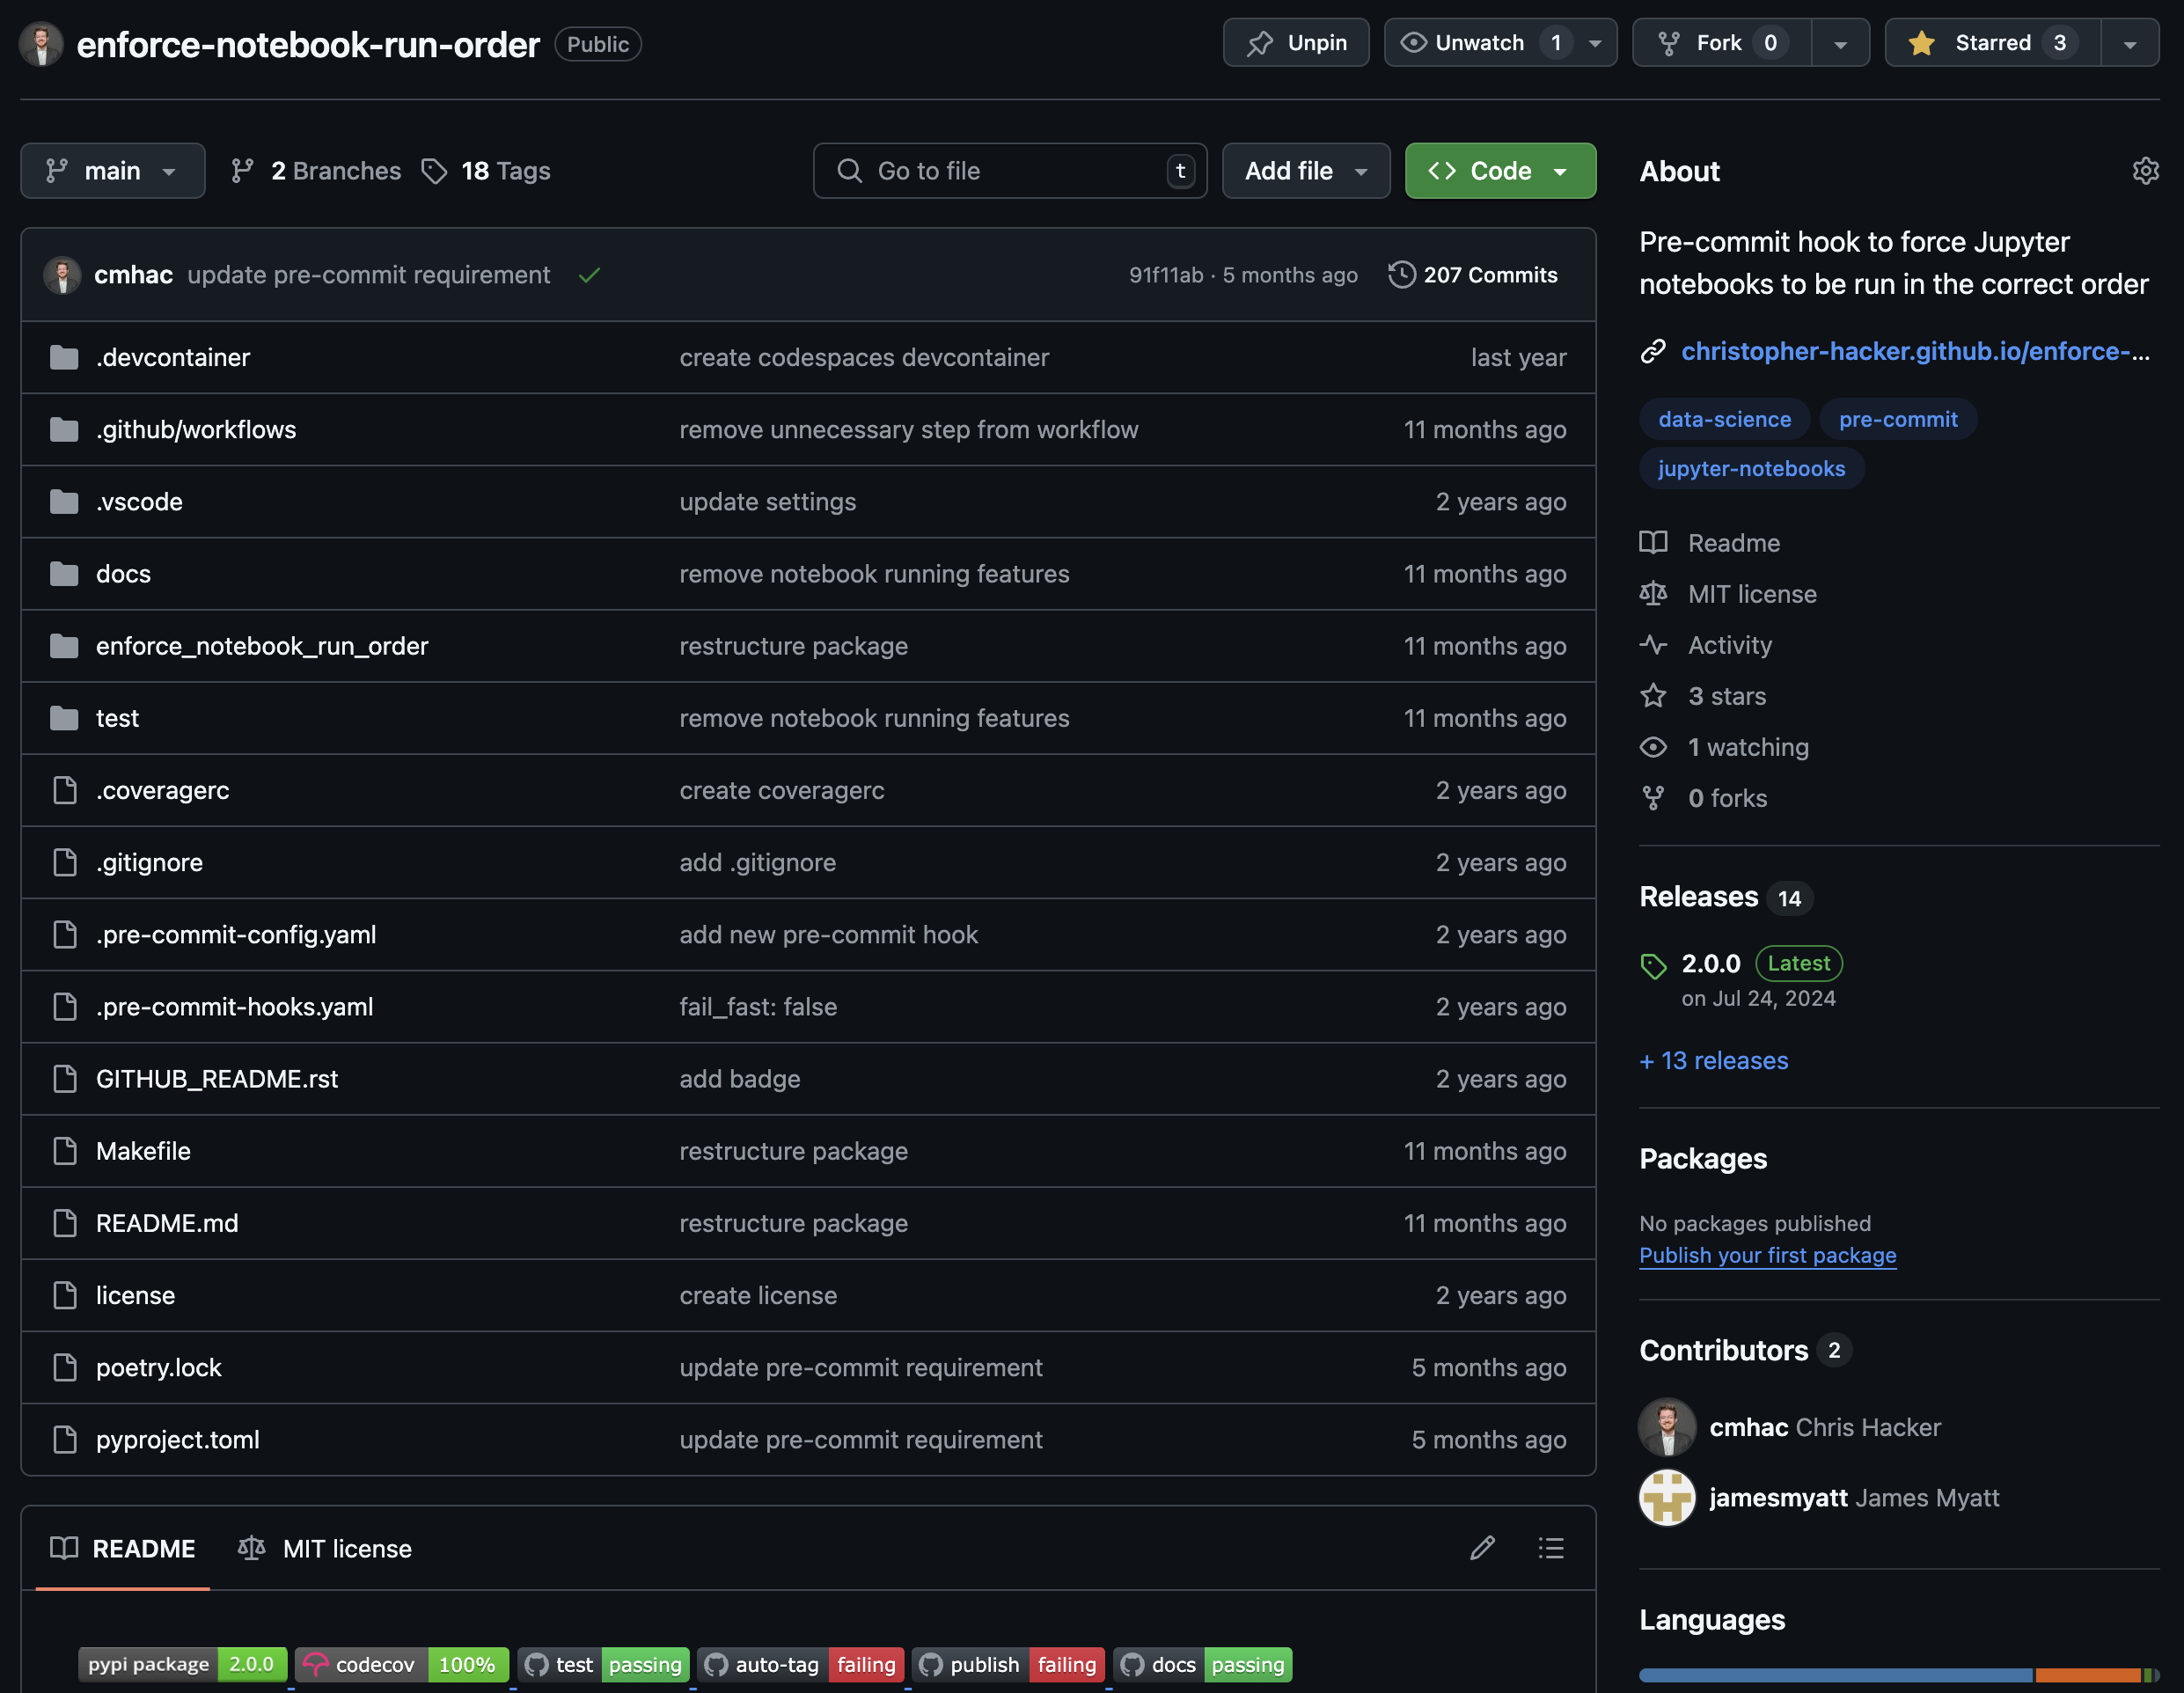 enforce-notebook-run-order Public
Unpin
Unwatch 1
Fork 0
Starred 3
main
2 Branches
18 Tags
Go to file t
Add file
Code
cmhac update pre-commit requirement 91f11ab · 5 months ago 207 Commits
.devcontainer create codespaces devcontainer last year
.github/workflows remove unnecessary step from workflow 11 months ago
.vscode update settings 2 years ago
docs remove notebook running features 11 months ago
enforce_notebook_run_order restructure package 11 months ago
test remove notebook running features 11 months ago
.coveragerc create coveragerc 2 years ago
.gitignore add .gitignore 2 years ago
.pre-commit-config.yaml add new pre-commit hook 2 years ago
.pre-commit-hooks.yaml fail_fast: false 2 years ago
GITHUB_README.rst add badge 2 years ago
Makefile restructure package 11 months ago
README.md restructure package 11 months ago
license create license 2 years ago
poetry.lock update pre-commit requirement 5 months ago
pyproject.toml update pre-commit requirement 5 months ago
README
MIT license
pypi package 2.0.0 codecov 100% test passing auto-tag failing publish failing docs passing
About
Pre-commit hook to force Jupyter
notebooks to be run in the correct order
christopher-hacker.github.io/enforce-...
data-science pre-commit
jupyter-notebooks
Readme
MIT license
Activity
3 stars
1 watching
0 forks
Releases 14
2.0.0 Latest
on Jul 24, 2024
+ 13 releases
Packages
No packages published
Publish your first package
Contributors 2
cmhac Chris Hacker
jamesmyatt James Myatt
Languages